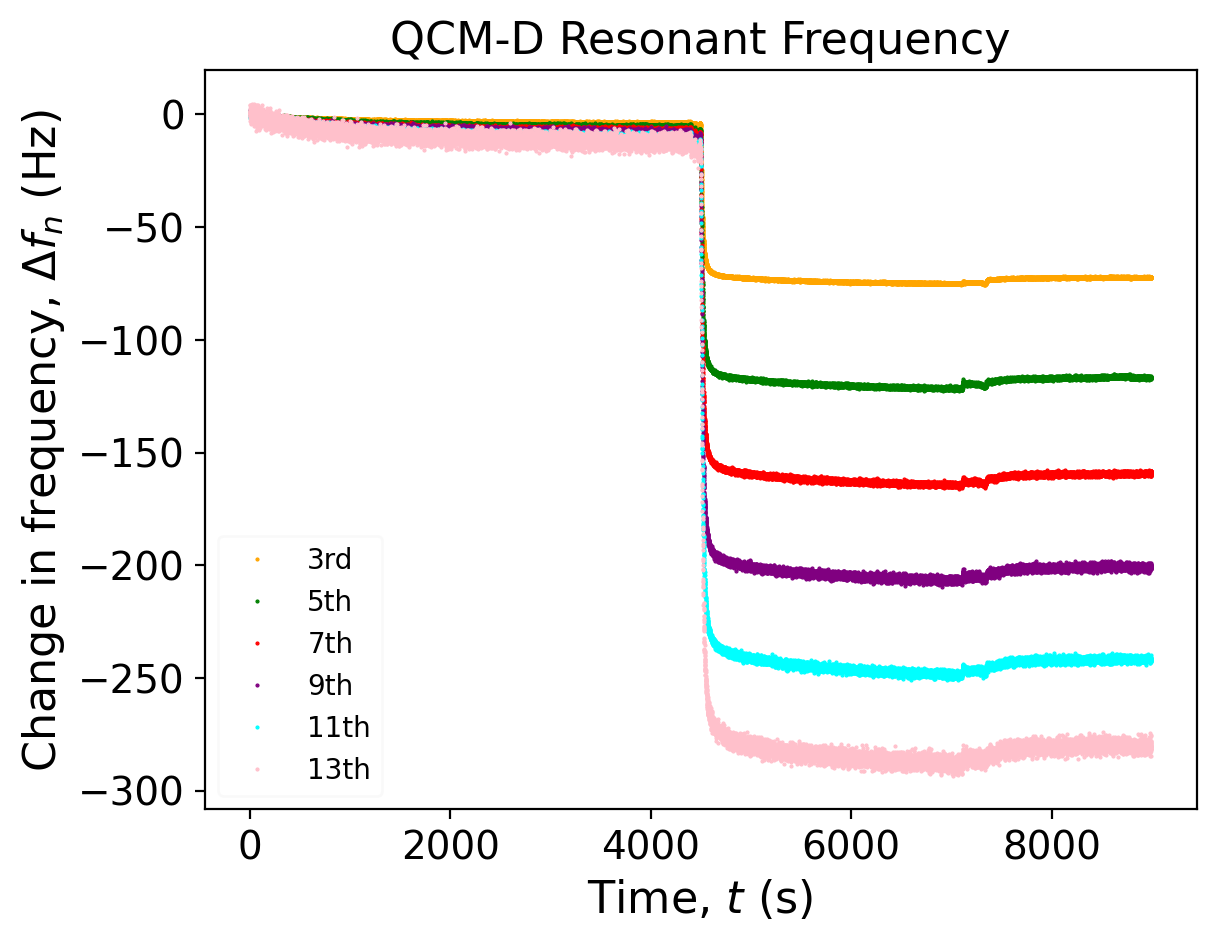 QCM-D Resonant Frequency
Change in frequency, Δfₙ (Hz)
0
−50
−100
−150
−200
−250
−300
3rd
5th
7th
9th
11th
13th
0 2000 4000 6000 8000
Time, t (s)